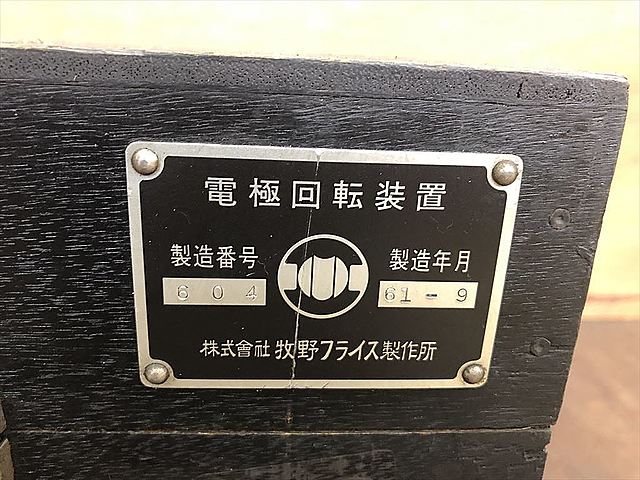 電極回転装置
製造番号
604
製造年月
61-9
株式會社 牧野フライス製作所